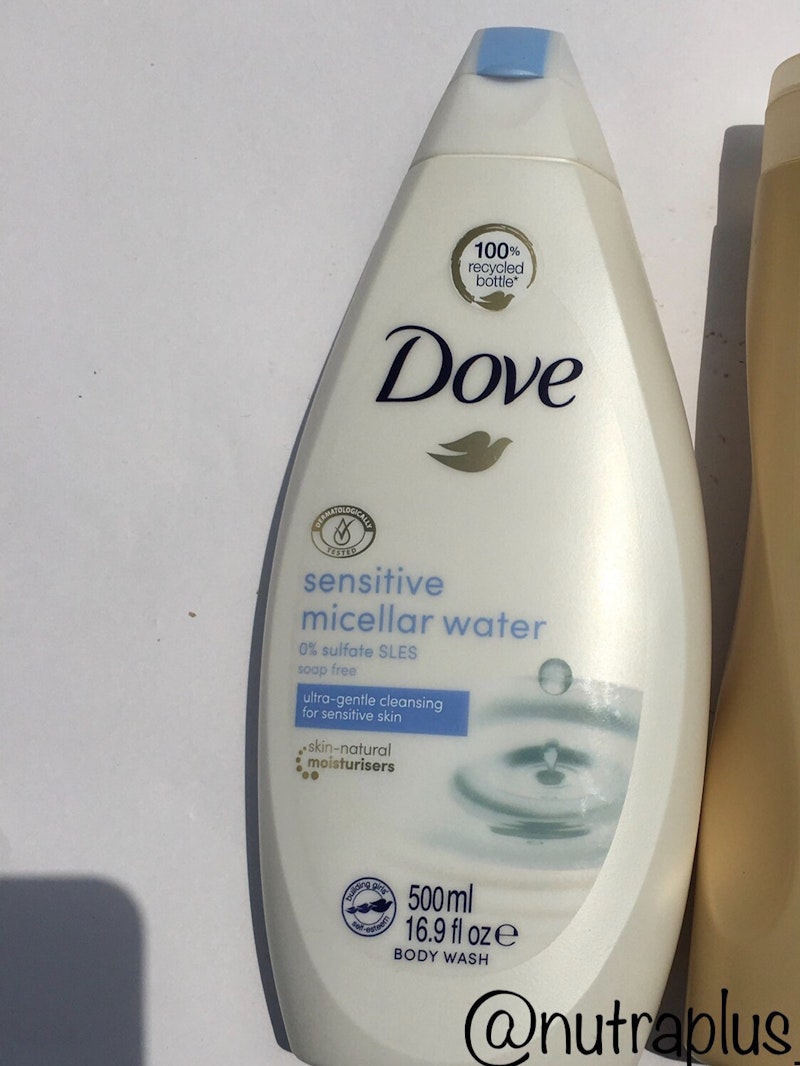 100%
recycled
bottle*
Dove
DERMATOLOGICALLY
TESTED
sensitive
micellar water
0% sulfate SLES
soap free
ultra-gentle cleansing
for sensitive skin
skin-natural
moisturisers
building girls'
self-esteem
500ml
16.9 fl oz ℮
BODY WASH
@nutraplus_